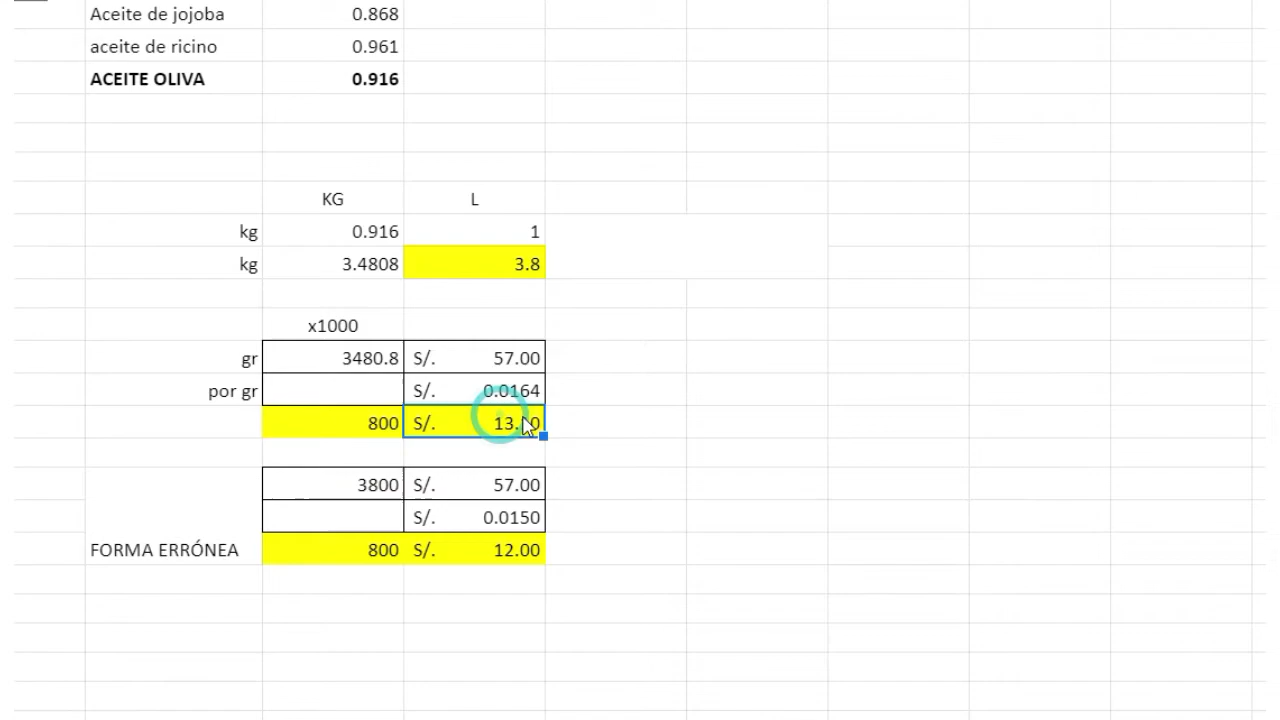 Aceite de jojoba 0.868
aceite de ricino 0.961
ACEITE OLIVA 0.916
KG L
kg 0.916 1
kg 3.4808 3.8
x1000
gr 3480.8 S/. 57.00
por gr S/. 0.0164
800 S/.
3800 S/. 57.00
S/. 0.0150
FORMA ERRÓNEA 800 S/. 12.00